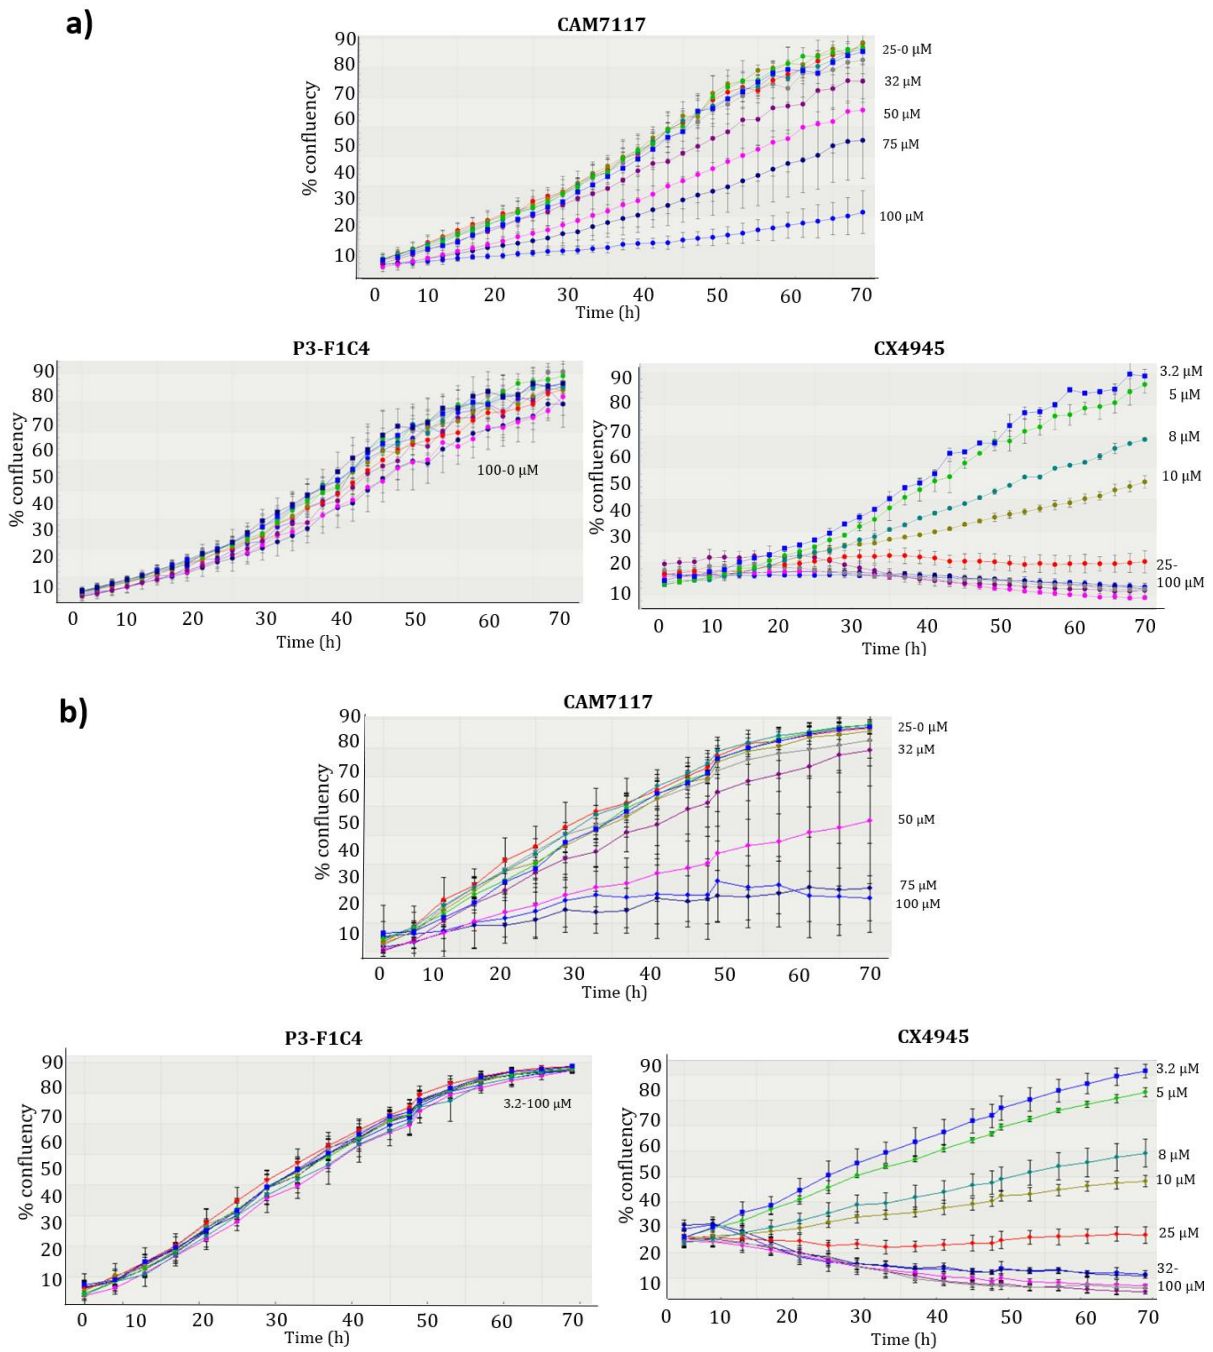 a)
CAM7117
% confluency
90
80
70
60
50
40
30
20
10
25-0 µM
32 µM
50 µM
75 µM
100 µM
0 10 20 30 40 50 60 70
Time (h)
P3-F1C4
% confluency
90
80
70
60
50
40
30
20
10
100-0 µM
0 10 20 30 40 50 60 70
Time (h)
CX4945
% confluency
90
80
70
60
50
40
30
20
10
3.2 µM
5 µM
8 µM
10 µM
25-
100 µM
0 10 20 30 50 60 70
Time (h)
b)
CAM7117
% confluency
90
80
70
60
50
40
30
20
10
25-0 µM
32 µM
50 µM
75 µM
100 µM
0 10 20 30 40 50 60 70
Time (h)
P3-F1C4
% confluency
90
80
70
60
50
40
30
20
10
3.2-100 µM
0 10 20 30 40 50 60 70
Time (h)
CX4945
% confluency
90
80
70
60
50
40
30
20
10
3.2 µM
5 µM
8 µM
10 µM
25 µM
32-
100 µM
0 10 20 30 40 50 60 70
Time (h)